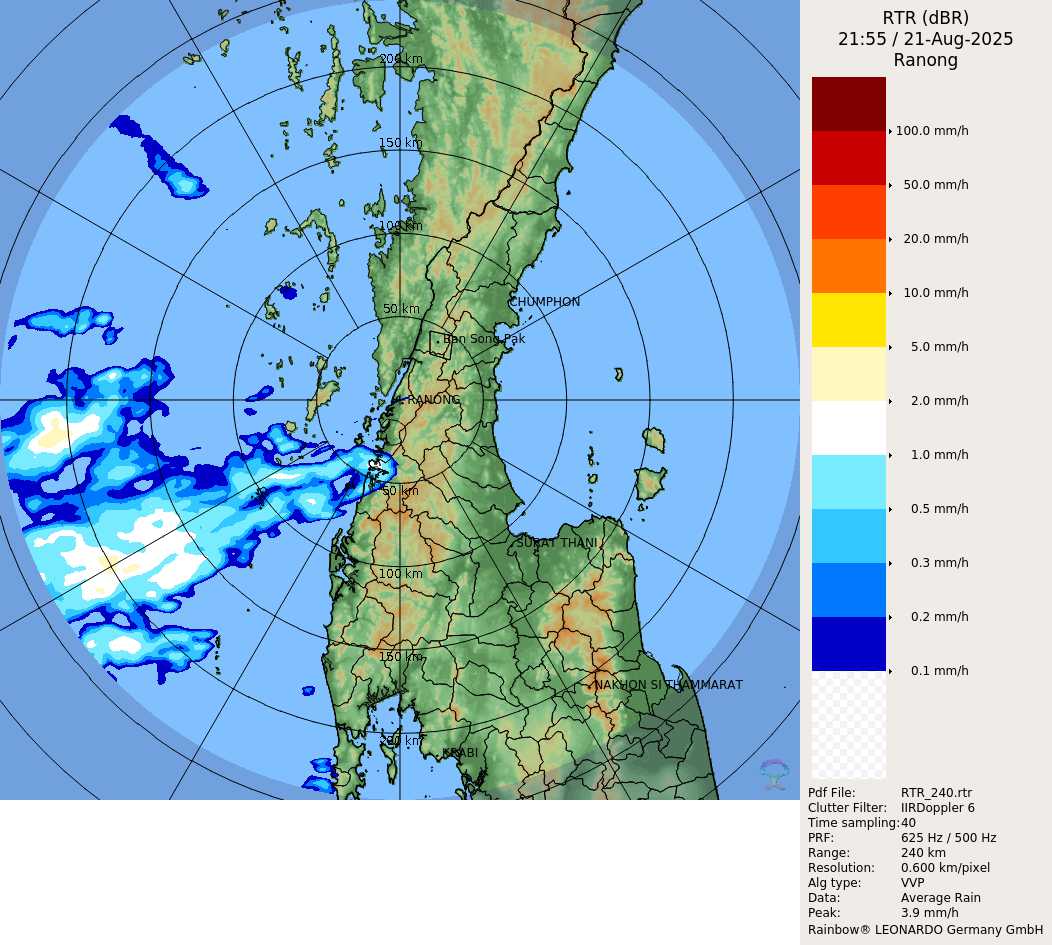 RTR (dBR)
21:55 / 21-Aug-2025
Ranong
100.0 mm/h
50.0 mm/h
20.0 mm/h
10.0 mm/h
5.0 mm/h
2.0 mm/h
1.0 mm/h
0.5 mm/h
0.3 mm/h
0.2 mm/h
0.1 mm/h
Pdf File: RTR_240.rtr
Clutter Filter: IIRDoppler 6
Time sampling:40
PRF: 625 Hz / 500 Hz
Range: 240 km
Resolution: 0.600 km/pixel
Alg type: VVP
Data: Average Rain
Peak: 3.9 mm/h
Rainbow® LEONARDO Germany GmbH
200 km
150 km
100 km
50 km
CHUMPHON
Ban Song Pak
RANONG
50 km
SURAT THANI
100 km
150 km
NAKHON SI THAMMARAT
200 km
KRABI